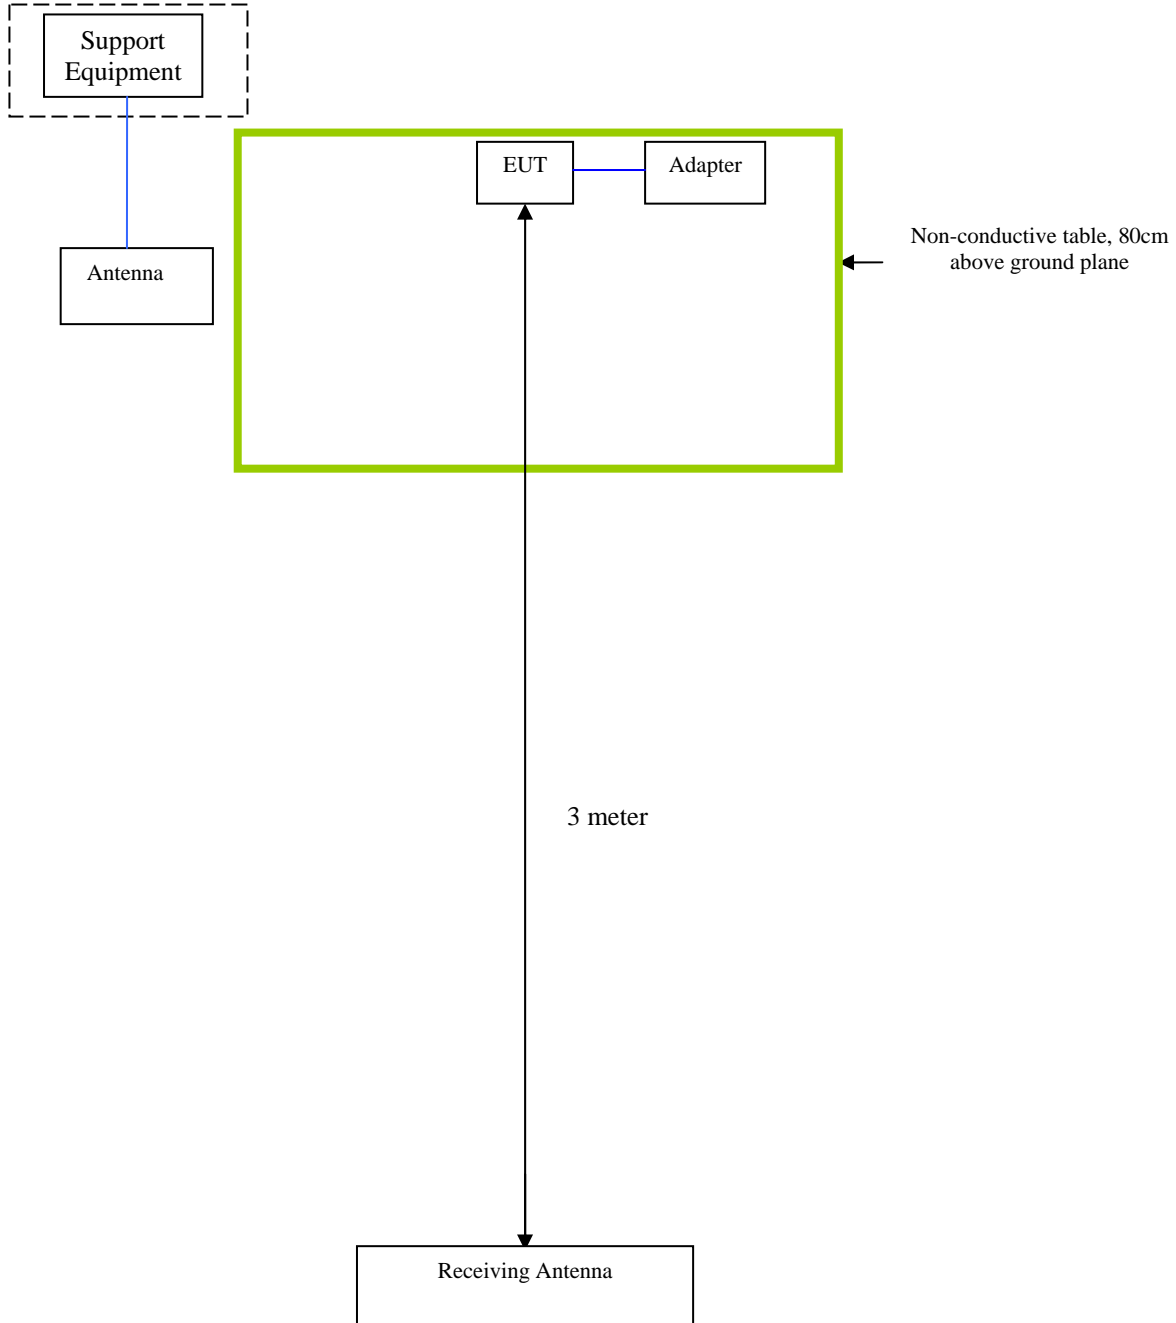 Support
Equipment
EUT
Adapter
Antenna
Non-conductive table, 80cm
above ground plane
3 meter
Receiving Antenna